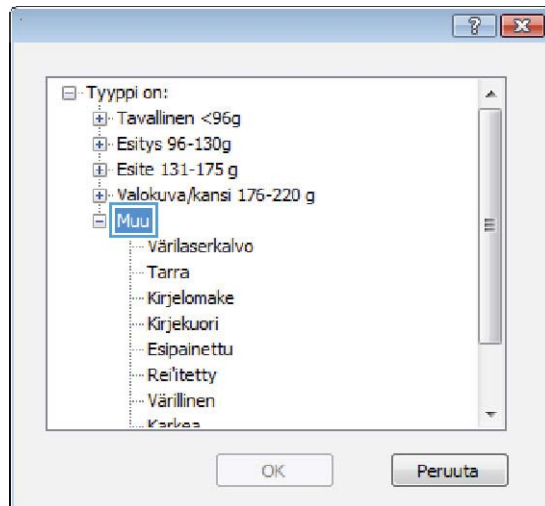 Tyyppi on:
Tavallinen <96g
Esitys 96-130g
Esite 131-175 g
Valokuva/kansi 176-220 g
Muu
Värilaserkalvo
Tarra
Kirjelomake
Kirjekuori
Esipainettu
Rei'itetty
Värillinen
Karkea
OK
Peruuta